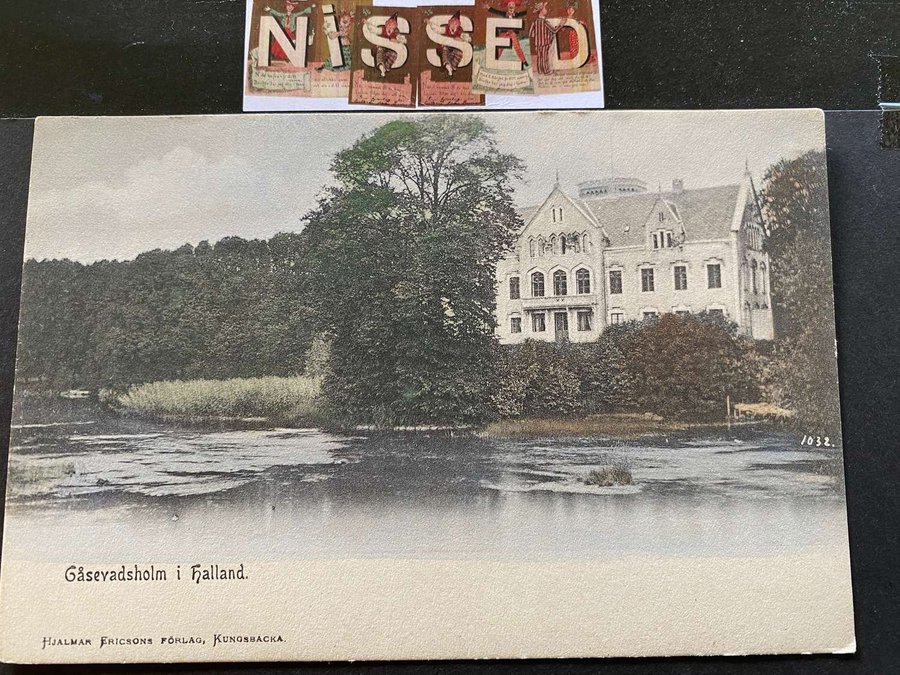 NISSED
1032.
Gåsevadsholm i Halland.
Hjalmar Ericsons förlag, Kungsbacka.